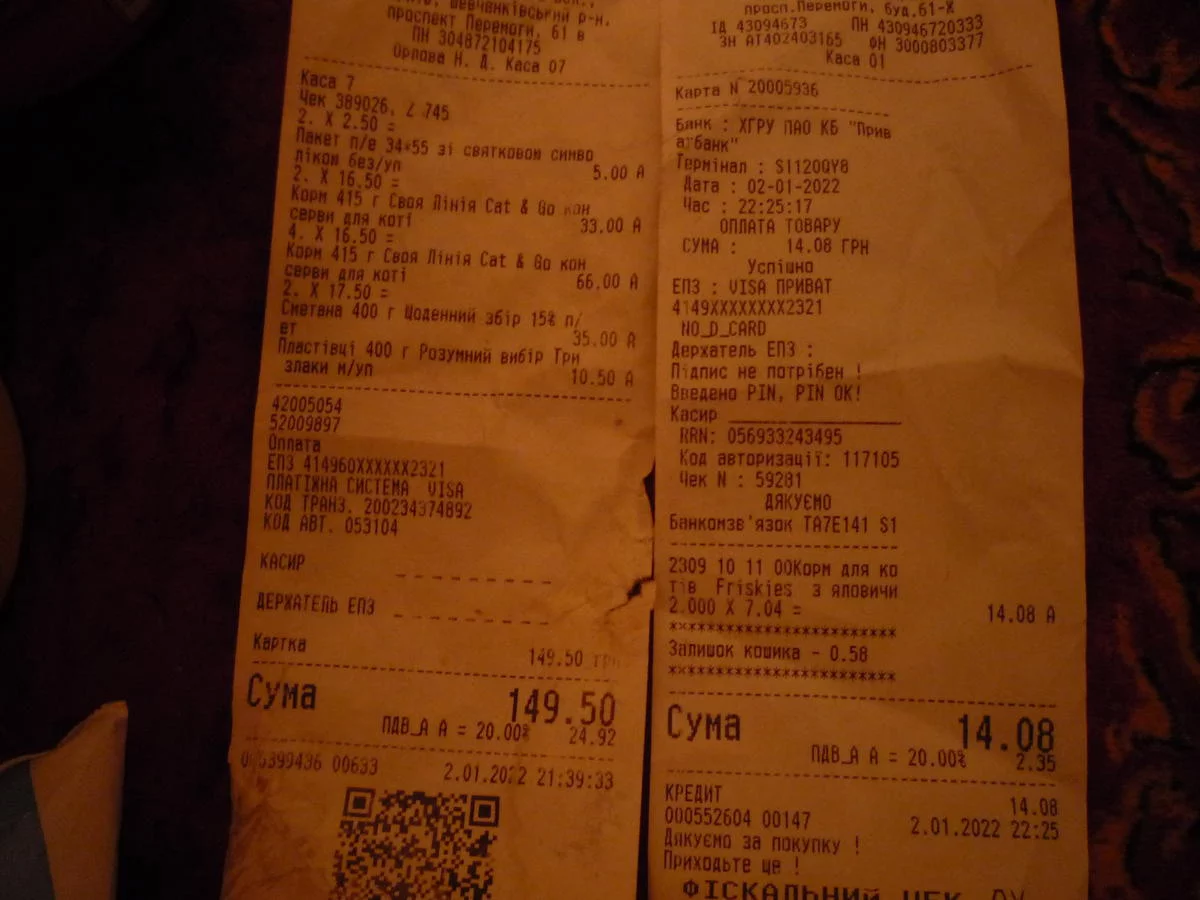 Шевченківський р-н,
проспект Перемоги, 61 в
ПН 304872104175
Орлова Н. Д. Каса 07
Каса 7
Чек 389026, Z 745
2. X 2.50 =
Пакет п/е 34*55 зі святковою симво
лікою без/уп 5.00 А
2. X 16.50 =
Корм 415 г Своя Лінія Cat & Go кон
серви для коті 33.00 А
4. X 16.50 =
Корм 415 г Своя Лінія Cat & Go кон
серви для коті 66.00 А
2. X 17.50 =
Сметана 400 г Щоденний збір 15% п/
ет 35.00 А
Пластівці 400 г Розумний вибір Три
злаки м/уп 10.50 А
42005054
52009897
Оплата
ЕПЗ 414960XXXXXX2321
ПЛАТІЖНА СИСТЕМА VISA
КОД ТРАНЗ. 200234374892
КОД АВТ. 053104
КАСИР
ДЕРЖАТЕЛЬ ЕПЗ
Картка 149.50 грн
Сума 149.50
ПДВ_А А = 20.00% 24.92
00633
2.01.2022 21:39:33
просп.Перемоги, буд.61-Х
ІД 43094673 ПН 430946720333
ЗН АТ402403165 ФН 3000803377
Каса 01
Карта N 20005936
Банк : ХГРУ ПАО КБ "Прив
атбанк"
Термінал : S1120QY8
Дата : 02-01-2022
Час : 22:25:17
ОПЛАТА ТОВАРУ
СУМА : 14.08 ГРН
Успішно
ЕПЗ : VISA ПРИВАТ
4149XXXXXXXX2321
NO_D_CARD
Держатель ЕПЗ :
Підпис не потрібен !
Введено PIN, PIN OK!
Касир
RRN: 056933243495
Код авторизації: 117105
Чек N : 59281
ДЯКУЄМО
Банкомзв'язок TA7E141 S1
2309 10 11 00Корм для ко
тів Friskies з яловичи
2.000 X 7.04 = 14.08 А
***********************
Залишок кошика - 0.58
***********************
Сума 14.08
ПДВ_А А = 20.00% 2.35
КРЕДИТ 14.08
000552604 00147 2.01.2022 22:25
Дякуємо за покупку !
Приходьте ще !
ФІСКАЛЬНИЙ ЧЕК